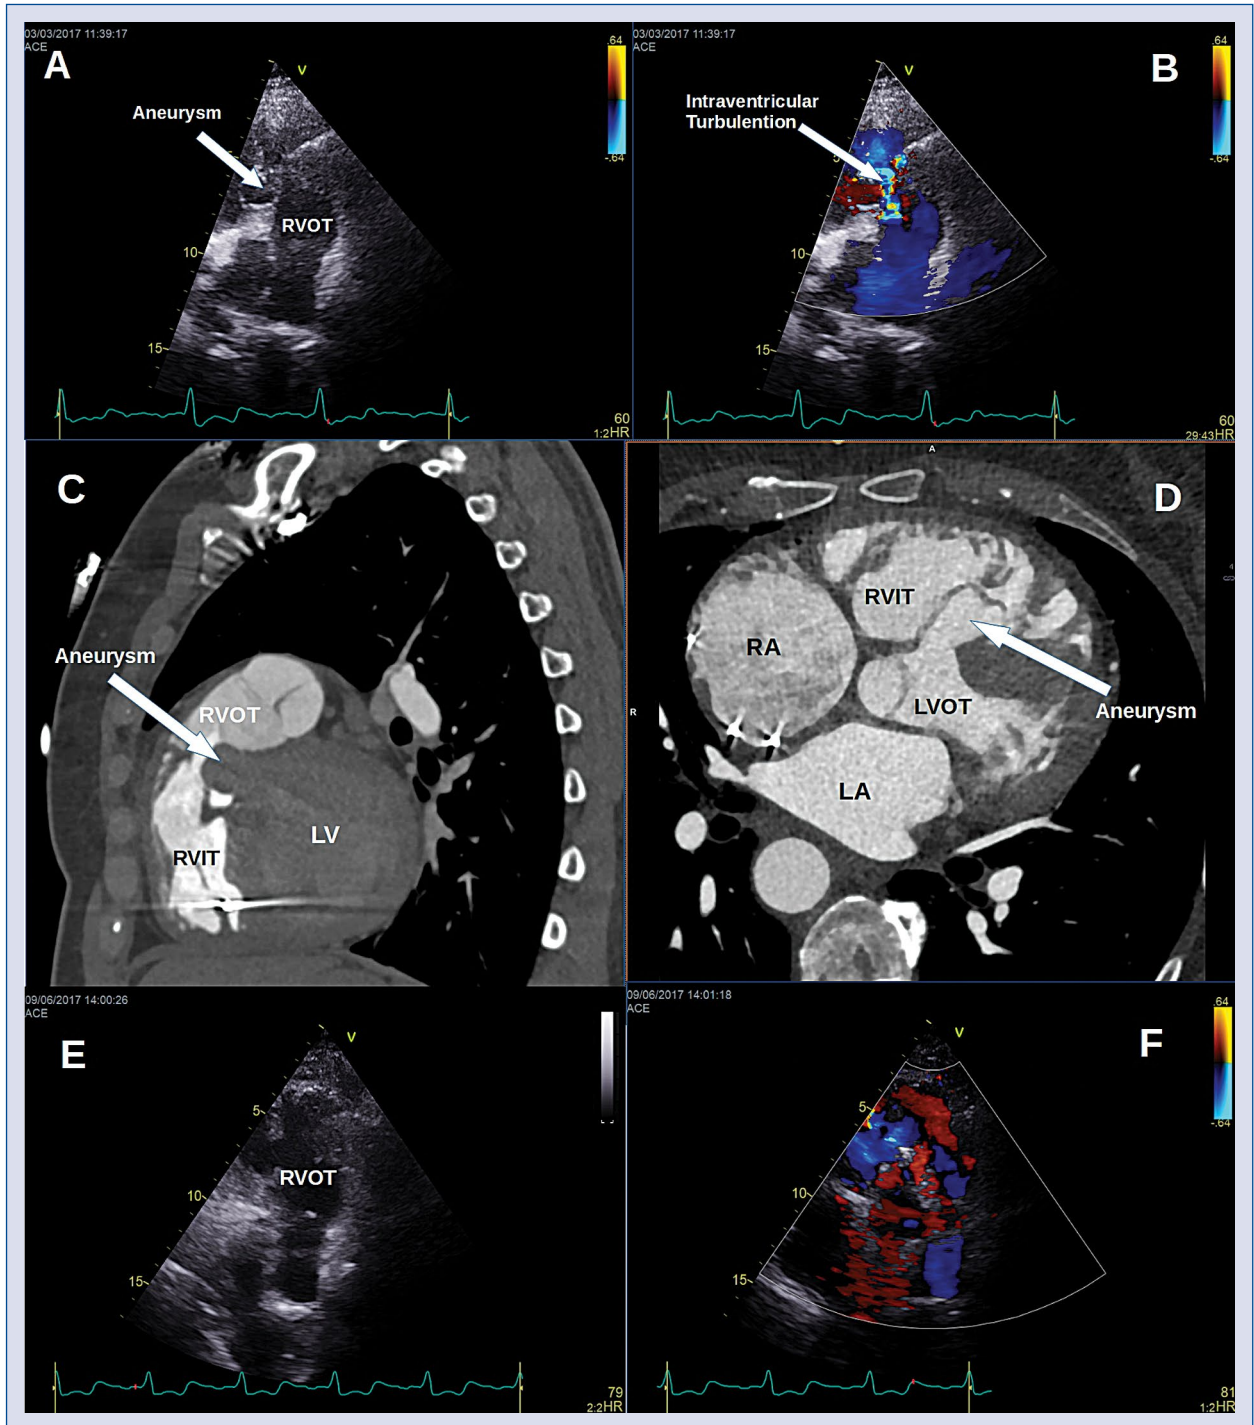 03/03/2017 11:39:17
ACE
A
V
.64
-.64
Aneurysm
RVOT
10
15
60
1:2HR
03/03/2017 11:39:17
ACE
B
V
.64
-.64
Intraventricular
Turbulention
5
10
15
60
29:43HR
C
Aneurysm
RVOT
LV
RVIT
A
D
R
RVIT
RA
LVOT
Aneurysm
LA
09/06/2017 14:00:26
ACE
E
V
5
RVOT
10
15
79
2:2HR
09/06/2017 14:01:18
ACE
F
V
.64
-.64
5
10
15
81
1:2HR